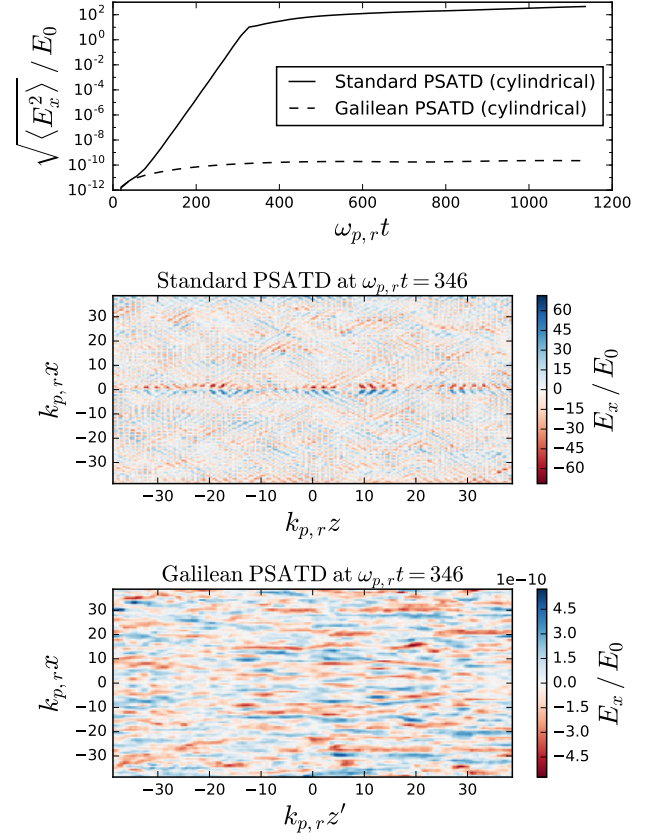 10^2
10^0
10^-2
10^-4
10^-6
10^-8
10^-10
10^-12
√⟨E_x^2⟩ / E_0
Standard PSATD (cylindrical)
Galilean PSATD (cylindrical)
0 200 400 600 800 1000 1200
ω_{p,r}t
Standard PSATD at ω_{p,r}t = 346
30
20
10
0
−10
−20
−30
k_{p,r}x
−30 −20 −10 0 10 20 30
k_{p,r}z
60
45
30
15
0
−15
−30
−45
−60
E_x / E_0
Galilean PSATD at ω_{p,r}t = 346
1e−10
30
20
10
0
−10
−20
−30
k_{p,r}x
−30 −20 −10 0 10 20 30
k_{p,r}z′
4.5
3.0
1.5
0.0
−1.5
−3.0
−4.5
E_x / E_0